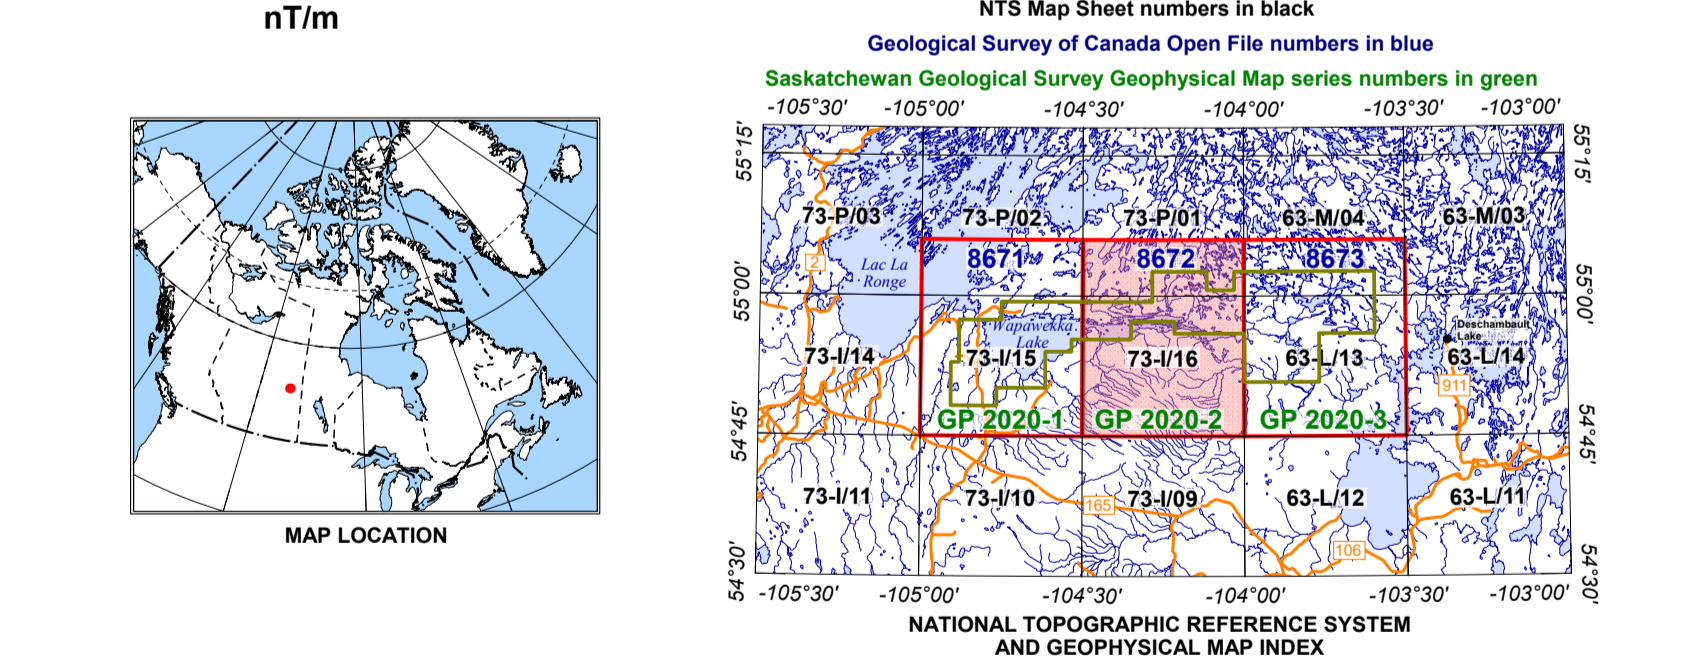 nT/m
MAP LOCATION
NTS Map Sheet numbers in black
Geological Survey of Canada Open File numbers in blue
Saskatchewan Geological Survey Geophysical Map series numbers in green
-105°30' -105°00' -104°30' -104°00' -103°30' -103°00'
55°15' 55°15'
73-P/03 73-P/02 73-P/01 63-M/04 63-M/03
8671 8672 8673
2
Lac La
Ronge
55°00' 55°00'
Wapawekka
Lake
Deschambault
Lake
73-I/14 73-I/15 73-I/16 63-L/13 63-L/14
911
GP 2020-1 GP 2020-2 GP 2020-3
54°45' 54°45'
73-I/11 73-I/10 73-I/09 63-L/12 63-L/11
165
106
54°30' 54°30'
-105°30' -105°00' -104°30' -104°00' -103°30' -103°00'
NATIONAL TOPOGRAPHIC REFERENCE SYSTEM
AND GEOPHYSICAL MAP INDEX